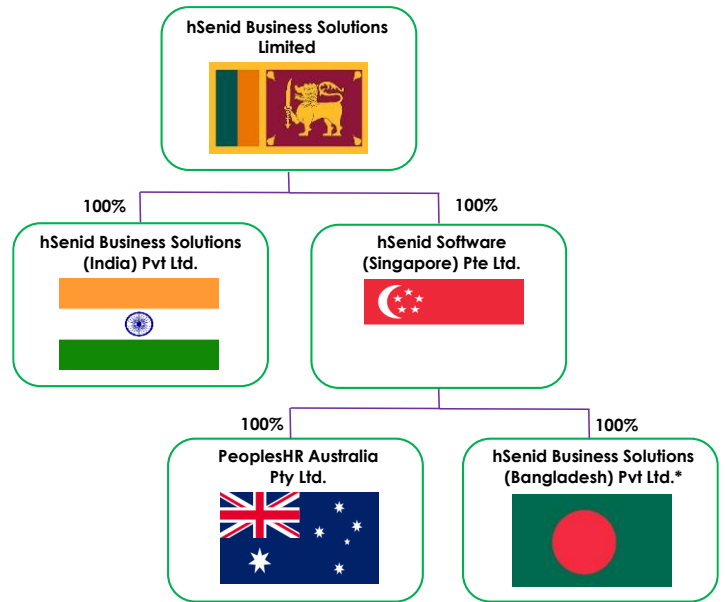 hSenid Business Solutions
Limited
100%
100%
hSenid Business Solutions
(India) Pvt Ltd.
hSenid Software
(Singapore) Pte Ltd.
100%
100%
PeoplesHR Australia
Pty Ltd.
hSenid Business Solutions
(Bangladesh) Pvt Ltd.*